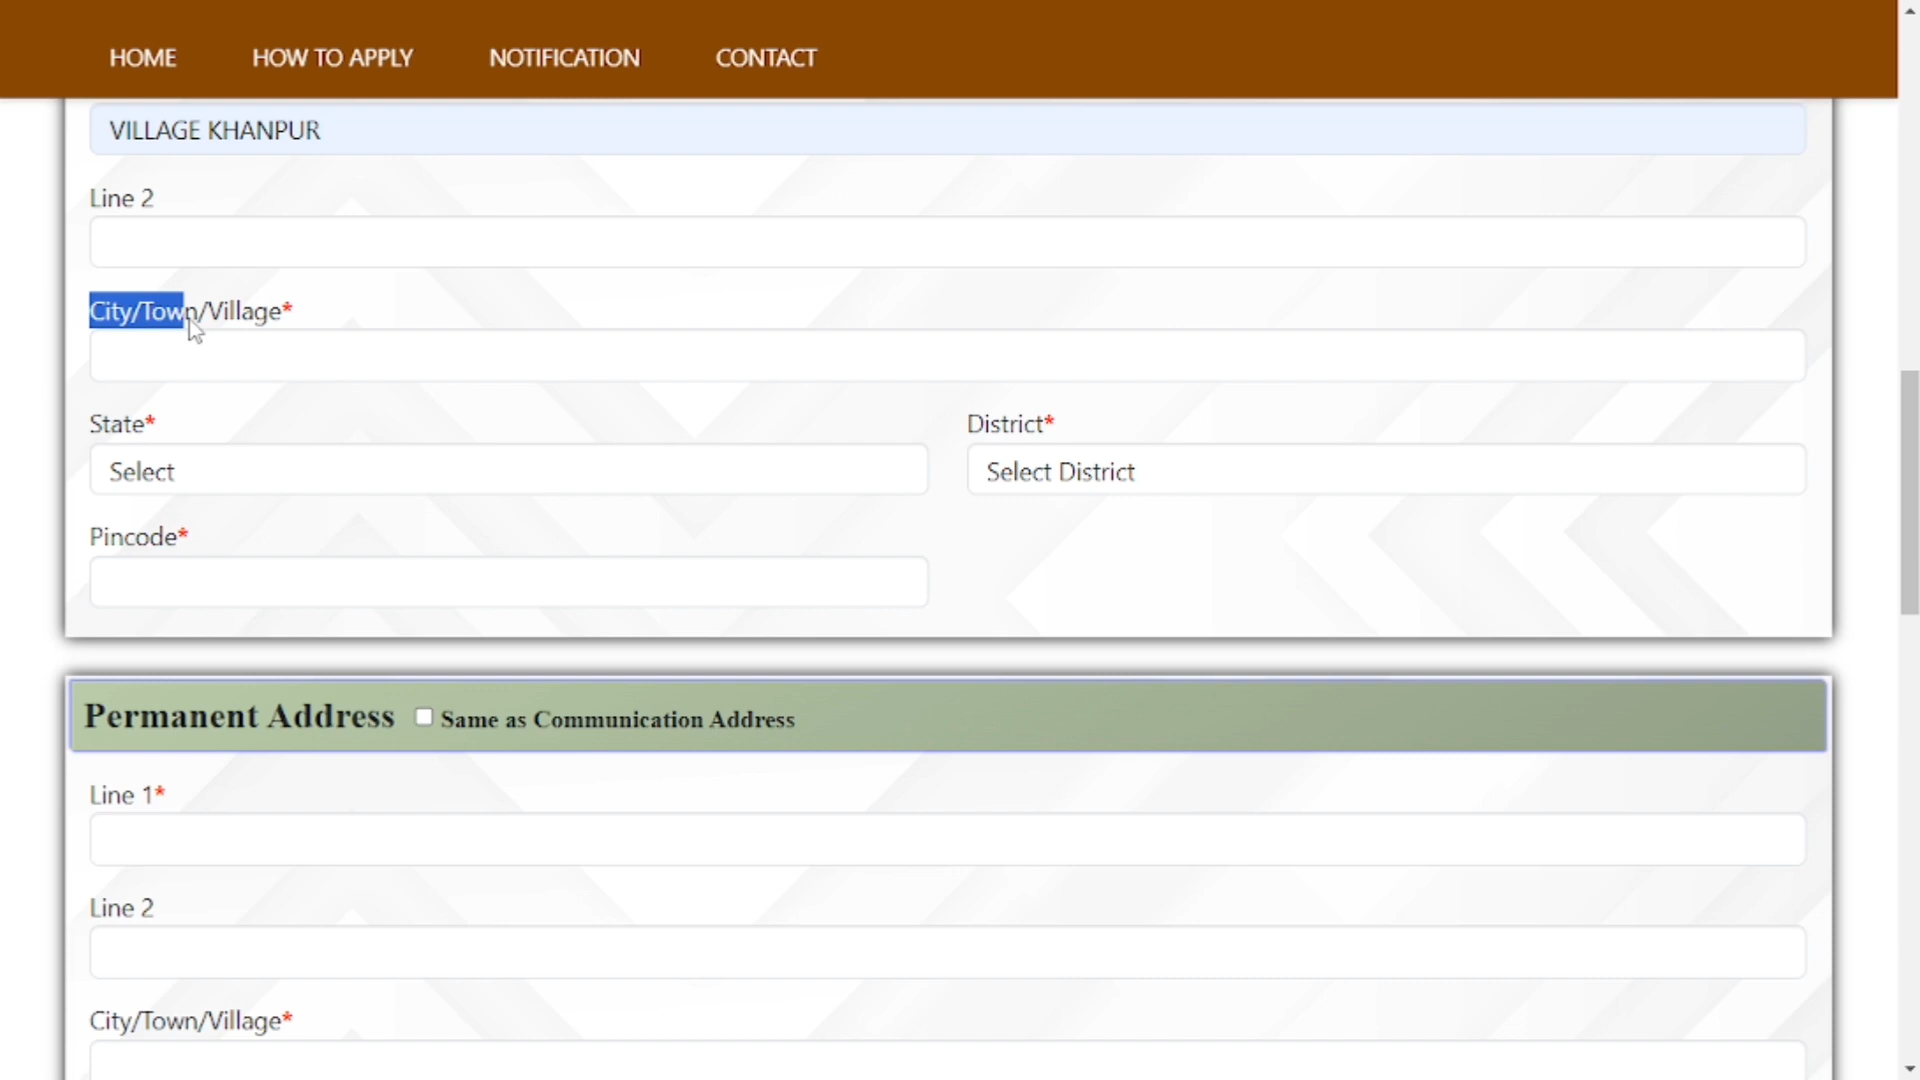 HOME HOW TO APPLY NOTIFICATION CONTACT
VILLAGE KHANPUR
Line 2
City/Town/Village*
State* District*
Select Select District
Pincode*
Permanent Address Same as Communication Address
Line 1*
Line 2
City/Town/Village*